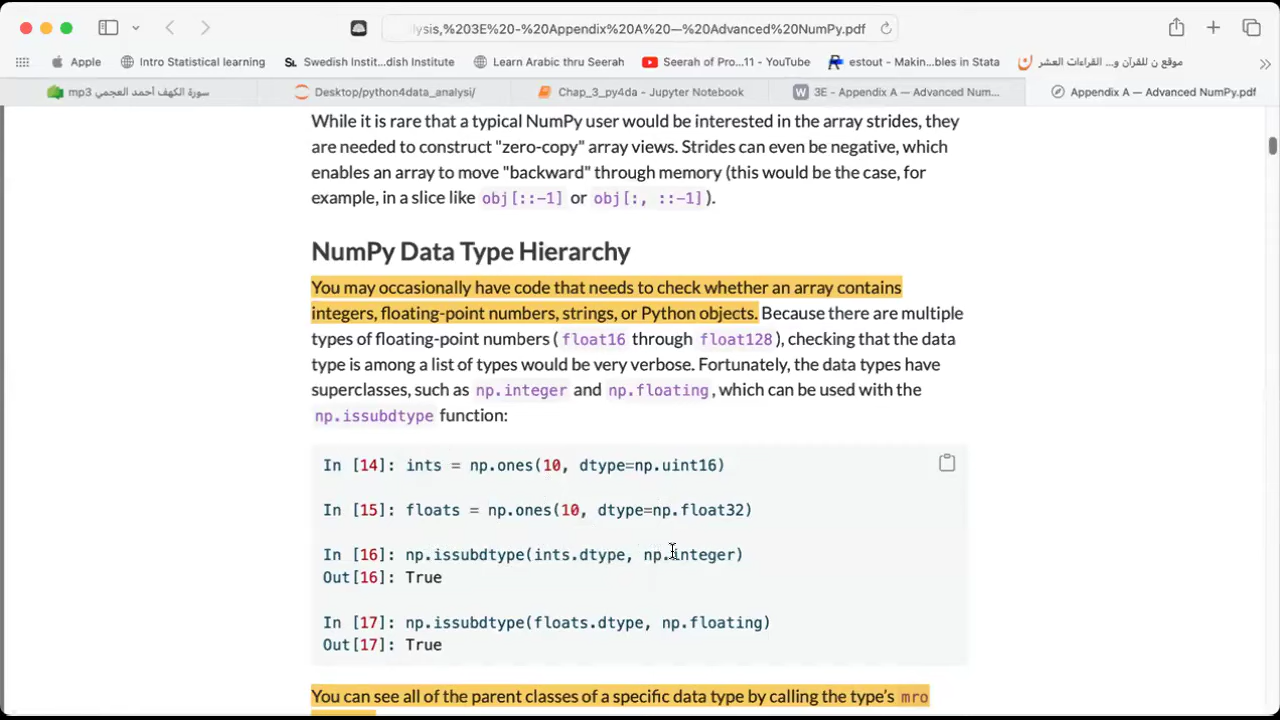 lysis,%203E%20-%20Appendix%20A%20—%20Advanced%20NumPy.pdf
Apple
Intro Statistical learning
Swedish Instit...dish Institute
Learn Arabic thru Seerah
Seerah of Pro...11 - YouTube
estout - Makin...bles in Stata
موقع ن للقرآن و... القراءات العشر
سورة الكهف أحمد العجمي mp3
Desktop/python4data_analysi/
Chap_3_py4da - Jupyter Notebook
3E - Appendix A — Advanced Num...
Appendix A — Advanced NumPy.pdf
While it is rare that a typical NumPy user would be interested in the array strides, they
are needed to construct "zero-copy" array views. Strides can even be negative, which
enables an array to move "backward" through memory (this would be the case, for
example, in a slice like obj[::-1] or obj[:, ::-1]).
NumPy Data Type Hierarchy
You may occasionally have code that needs to check whether an array contains
integers, floating-point numbers, strings, or Python objects. Because there are multiple
types of floating-point numbers (float16 through float128), checking that the data
type is among a list of types would be very verbose. Fortunately, the data types have
superclasses, such as np.integer and np.floating, which can be used with the
np.issubdtype function:
In [14]: ints = np.ones(10, dtype=np.uint16)
In [15]: floats = np.ones(10, dtype=np.float32)
In [16]: np.issubdtype(ints.dtype, np.integer)
Out[16]: True
In [17]: np.issubdtype(floats.dtype, np.floating)
Out[17]: True
You can see all of the parent classes of a specific data type by calling the type's mro